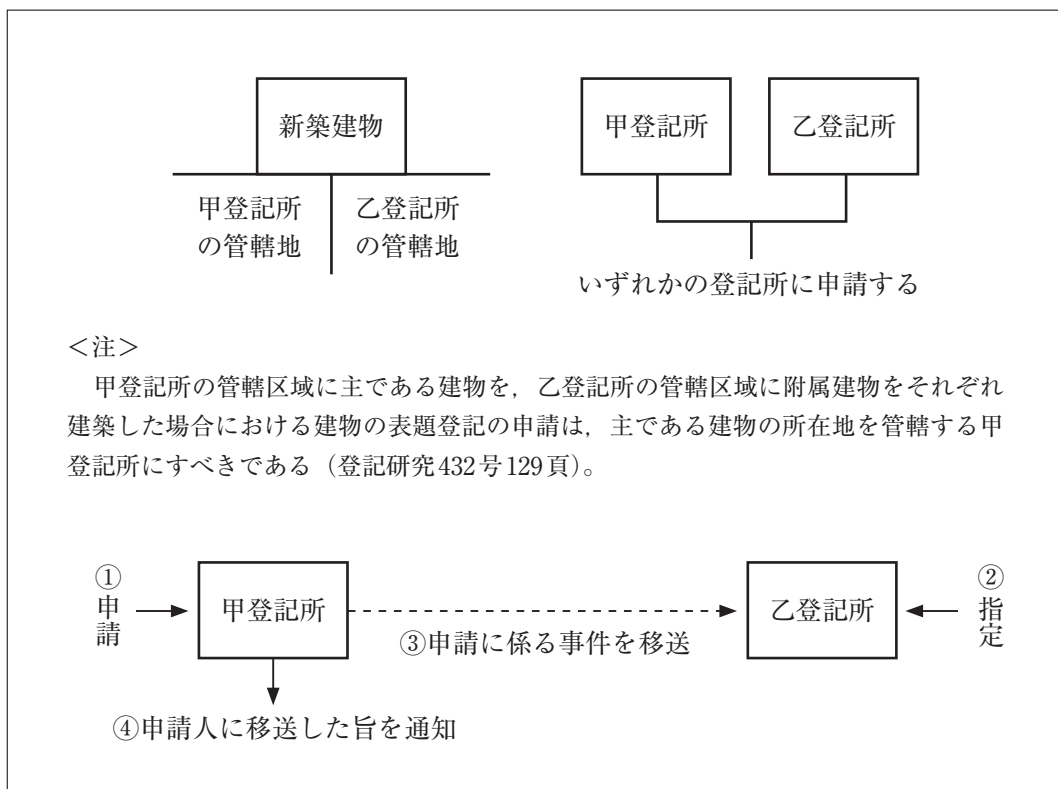 新築建物
甲登記所
の管轄地
乙登記所
の管轄地
甲登記所
乙登記所
いずれかの登記所に申請する
<注>
甲登記所の管轄区域に主である建物を，乙登記所の管轄区域に附属建物をそれぞれ
建築した場合における建物の表題登記の申請は，主である建物の所在地を管轄する甲
登記所にすべきである（登記研究432号129頁）。
①申請
甲登記所
③申請に係る事件を移送
乙登記所
②指定
④申請人に移送した旨を通知